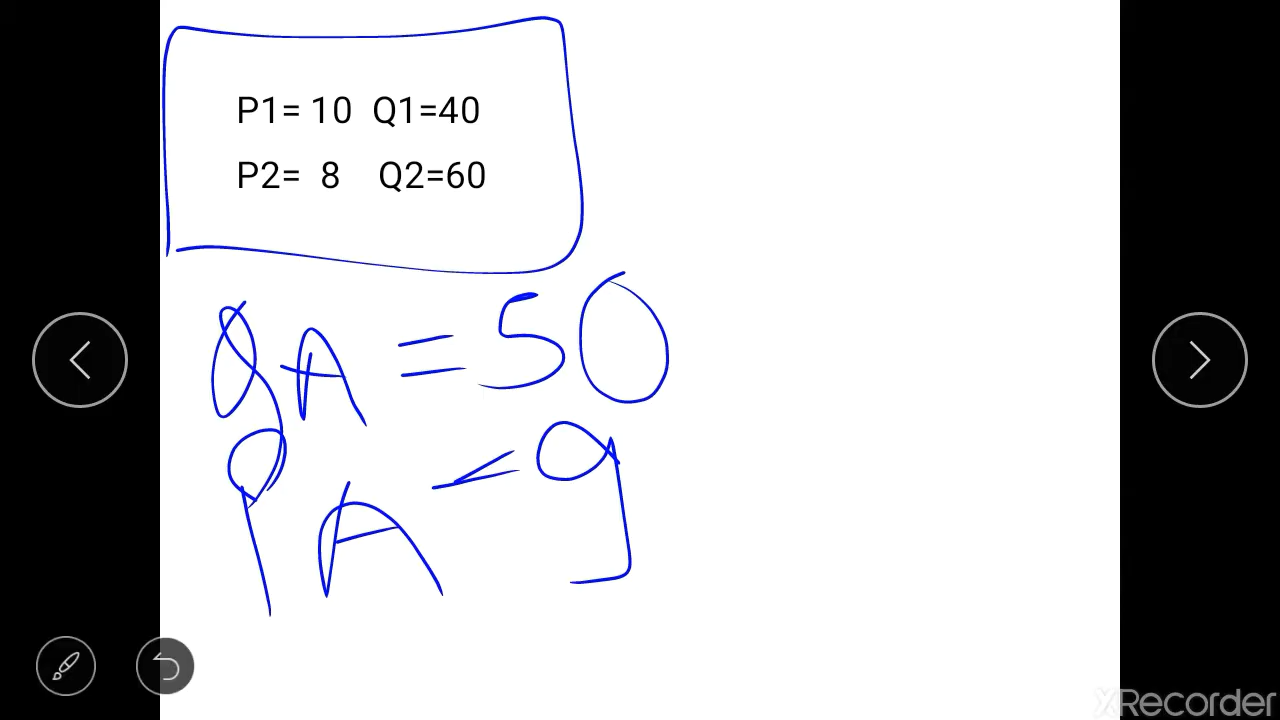 P1= 10 Q1=40
P2= 8 Q2=60
QA = 50
PA = 9
XRecorder